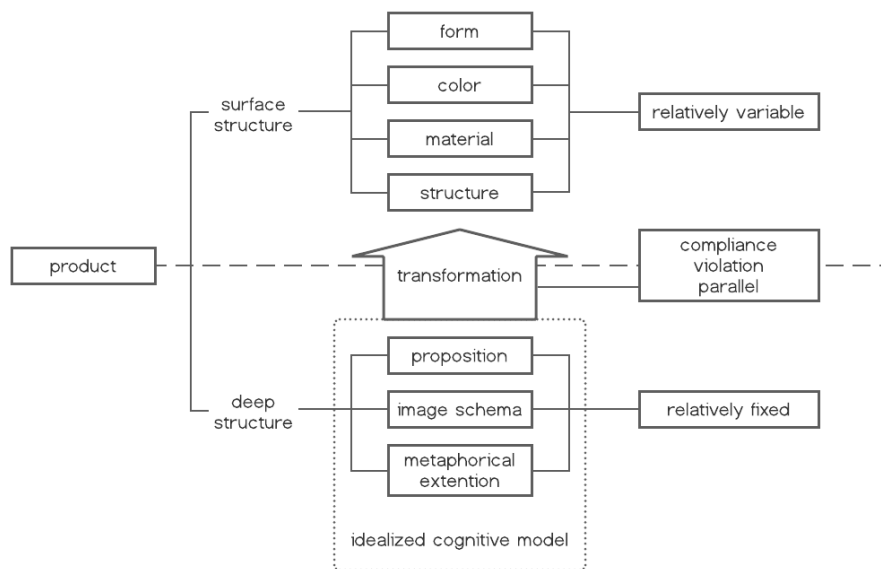 form
color
surface
structure
relatively variable
material
structure
product
transformation
compliance
violation
parallel
proposition
deep
structure
image schema
relatively fixed
metaphorical
extention
idealized cognitive model